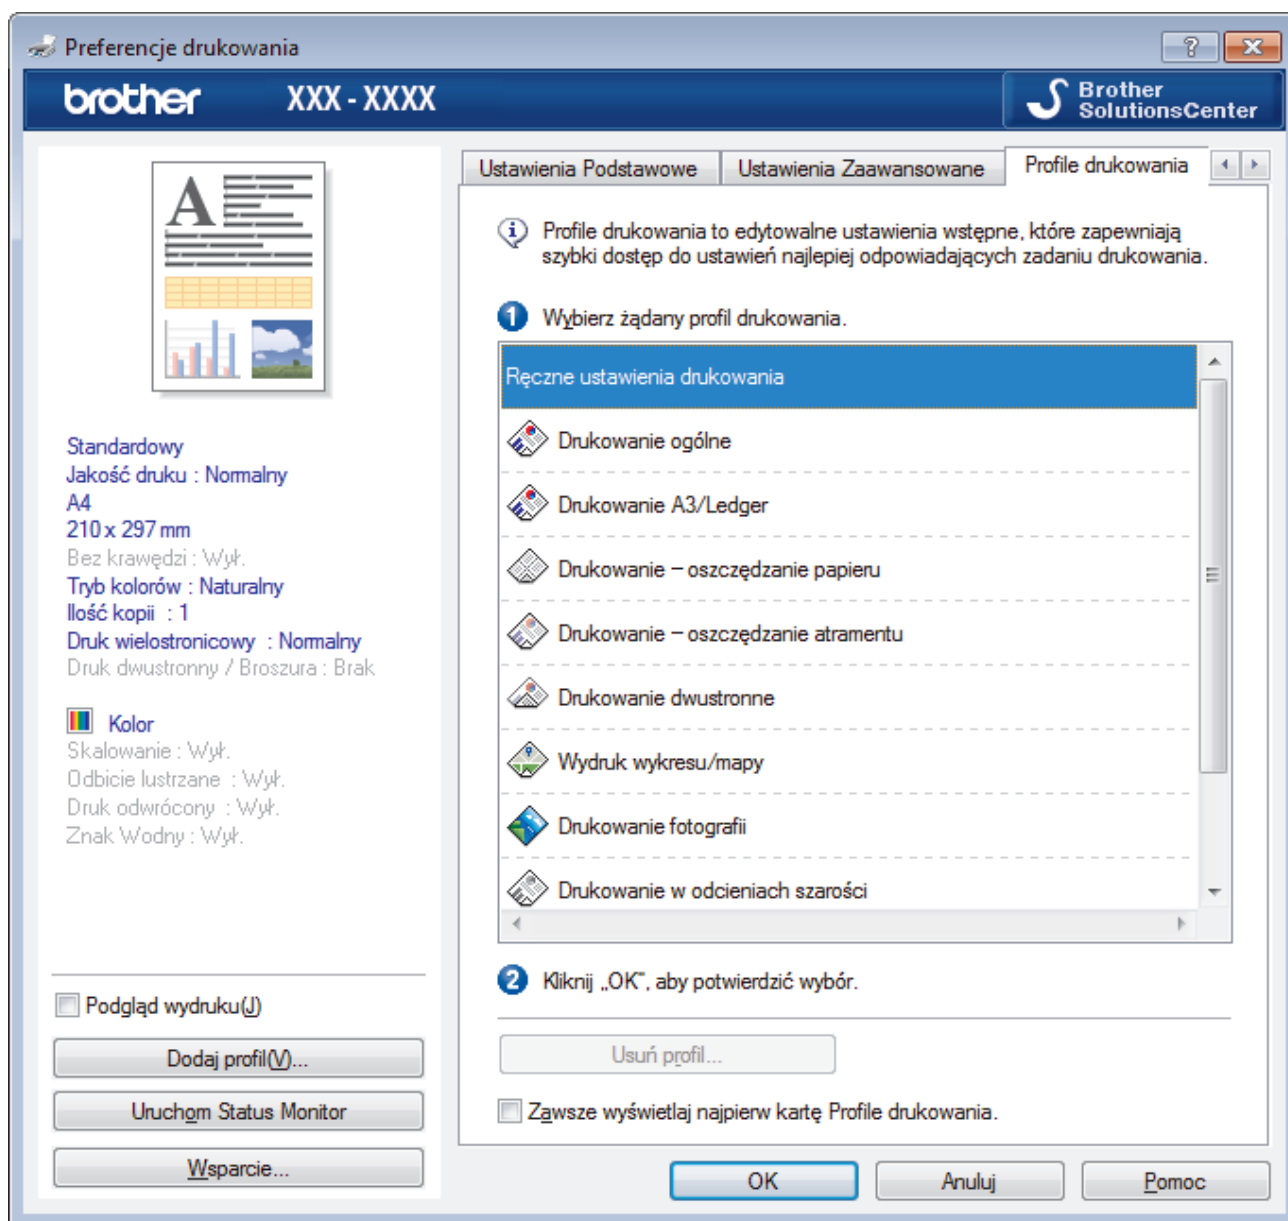 Preferencje drukowania
brother XXX - XXXX
Brother
SolutionsCenter
A
Standardowy
Jakość druku : Normalny
A4
210 x 297 mm
Bez krawędzi : Wył.
Tryb kolorów : Naturalny
Ilość kopii : 1
Druk wielostronicowy : Normalny
Druk dwustronny / Broszura : Brak
Kolor
Skalowanie : Wył.
Odbicie lustrzane : Wył.
Druk odwrócony : Wył.
Znak Wodny : Wył.
Podgląd wydruku(J)
Dodaj profil(V)...
Uruchom Status Monitor
Wsparcie...
Ustawienia Podstawowe Ustawienia Zaawansowane Profile drukowania
Profile drukowania to edytowalne ustawienia wstępne, które zapewniają
szybki dostęp do ustawień najlepiej odpowiadających zadaniu drukowania.
1 Wybierz żądany profil drukowania.
Ręczne ustawienia drukowania
Drukowanie ogólne
Drukowanie A3/Ledger
Drukowanie – oszczędzanie papieru
Drukowanie – oszczędzanie atramentu
Drukowanie dwustronne
Wydruk wykresu/mapy
Drukowanie fotografii
Drukowanie w odcieniach szarości
2 Kliknij „OK”, aby potwierdzić wybór.
Usuń profil...
Zawsze wyświetlaj najpierw kartę Profile drukowania.
OK Anuluj Pomoc